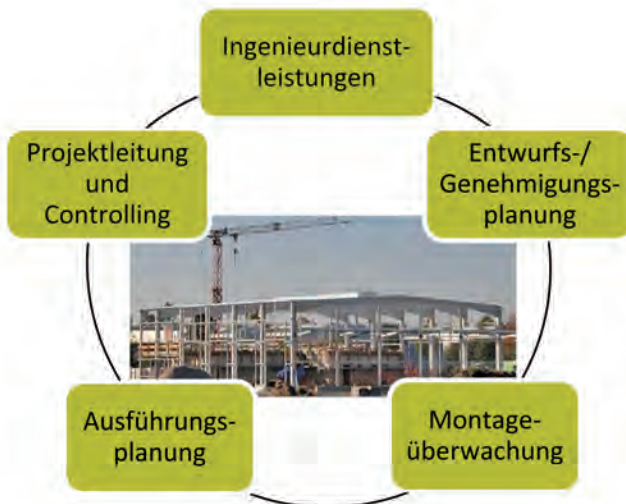 Ingenieurdienst-
leistungen
Entwurfs-/
Genehmigungs-
planung
Montage-
überwachung
Ausführungs-
planung
Projektleitung
und
Controlling